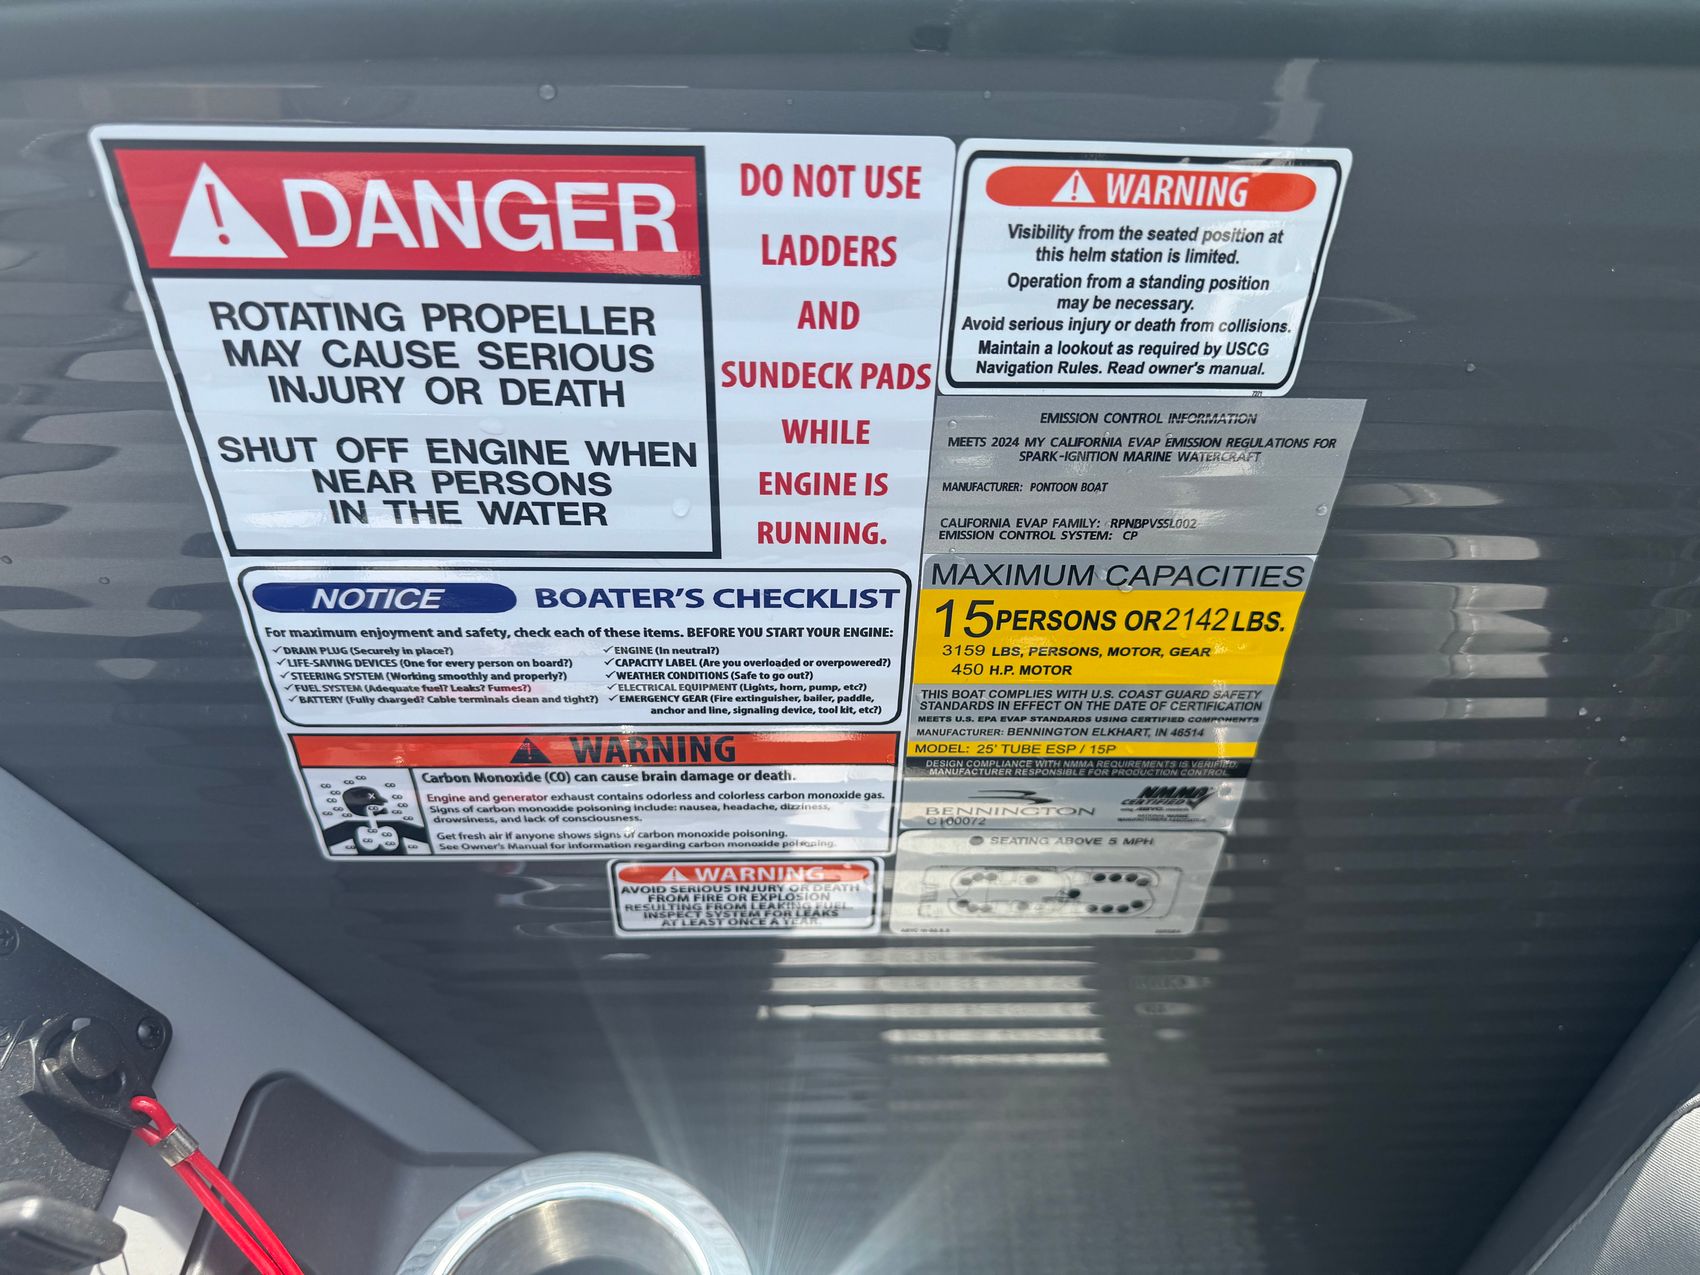 DANGER
ROTATING PROPELLER
MAY CAUSE SERIOUS
INJURY OR DEATH
SHUT OFF ENGINE WHEN
NEAR PERSONS
IN THE WATER
DO NOT USE
LADDERS
AND
SUNDECK PADS
WHILE
ENGINE IS
RUNNING.
WARNING
Visibility from the seated position at
this helm station is limited.
Operation from a standing position
may be necessary.
Avoid serious injury or death from collisions.
Maintain a lookout as required by USCG
Navigation Rules. Read owner's manual.
EMISSION CONTROL INFORMATION
MEETS 2024 MY CALIFORNIA EVAP EMISSION REGULATIONS FOR
SPARK-IGNITION MARINE WATERCRAFT
MANUFACTURER: PONTOON BOAT
CALIFORNIA EVAP FAMILY: RPNBPVSSL002
EMISSION CONTROL SYSTEM: CP
NOTICE BOATER'S CHECKLIST
For maximum enjoyment and safety, check each of these items. BEFORE YOU START YOUR ENGINE:
✓DRAIN PLUG (Securely in place?)
✓LIFE-SAVING DEVICES (One for every person on board?)
✓STEERING SYSTEM (Working smoothly and properly?)
✓FUEL SYSTEM (Adequate fuel? Leaks? Fumes?)
✓BATTERY (Fully charged? Cable terminals clean and tight?)
✓ENGINE (In neutral?)
✓CAPACITY LABEL (Are you overloaded or overpowered?)
✓WEATHER CONDITIONS (Safe to go out?)
✓ELECTRICAL EQUIPMENT (Lights, horn, pump, etc?)
✓EMERGENCY GEAR (Fire extinguisher, bailer, paddle,
anchor and line, signaling device, tool kit, etc?)
MAXIMUM CAPACITIES
15 PERSONS OR 2142 LBS.
3159 LBS, PERSONS, MOTOR, GEAR
450 H.P. MOTOR
THIS BOAT COMPLIES WITH U.S. COAST GUARD SAFETY
STANDARDS IN EFFECT ON THE DATE OF CERTIFICATION
MEETS U.S. EPA EVAP STANDARDS USING CERTIFIED COMPONENTS
MANUFACTURER: BENNINGTON ELKHART, IN 46514
MODEL: 25' TUBE ESP / 15P
DESIGN COMPLIANCE WITH NMMA REQUIREMENTS IS VERIFIED.
MANUFACTURER RESPONSIBLE FOR PRODUCTION CONTROL.
BENNINGTON
C100072
NMMA
CERTIFIED
WARNING
Carbon Monoxide (CO) can cause brain damage or death.
Engine and generator exhaust contains odorless and colorless carbon monoxide gas.
Signs of carbon monoxide poisoning include: nausea, headache, dizziness,
drowsiness, and lack of consciousness.
Get fresh air if anyone shows signs of carbon monoxide poisoning.
See Owner's Manual for information regarding carbon monoxide poisoning.
WARNING
AVOID SERIOUS INJURY OR DEATH
FROM FIRE OR EXPLOSION
RESULTING FROM LEAKING FUEL.
INSPECT SYSTEM FOR LEAKS
AT LEAST ONCE A YEAR.
SEATING ABOVE 5 MPH